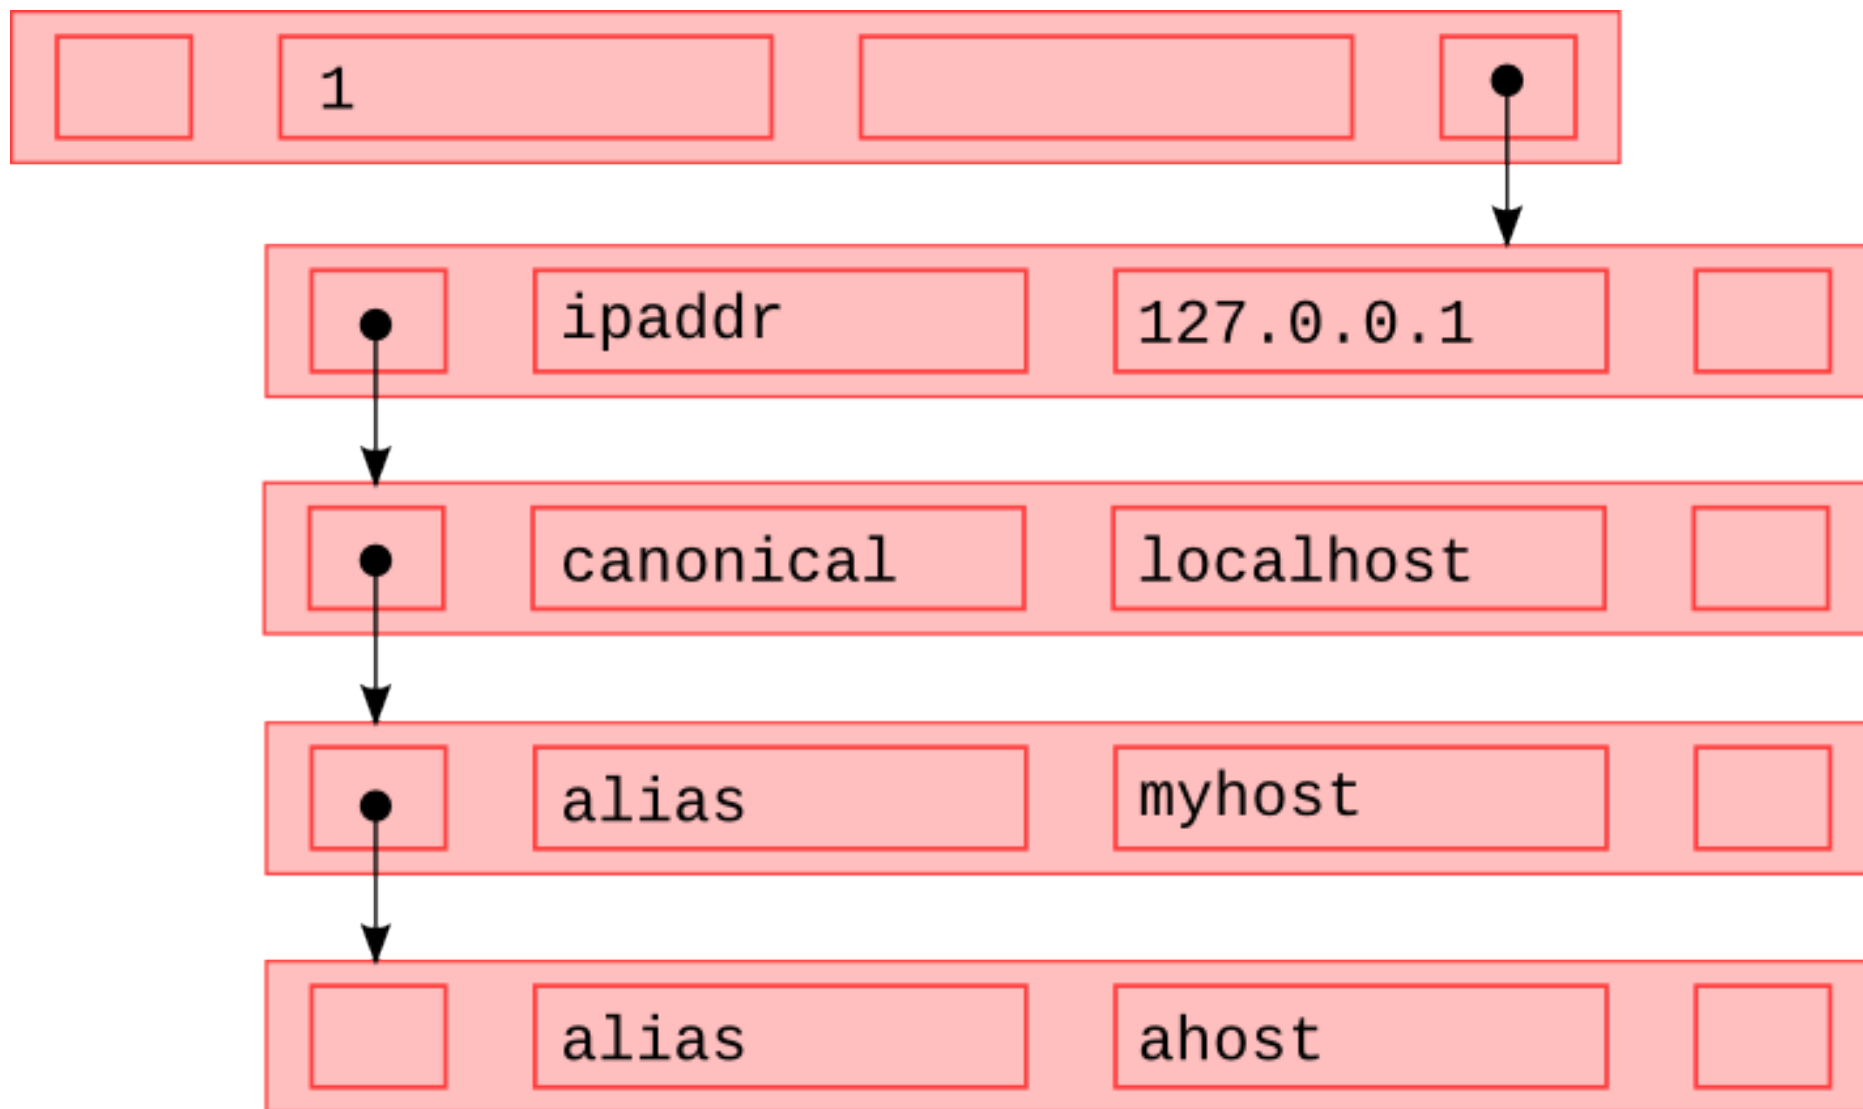 1
ipaddr 127.0.0.1
canonical localhost
alias myhost
alias ahost